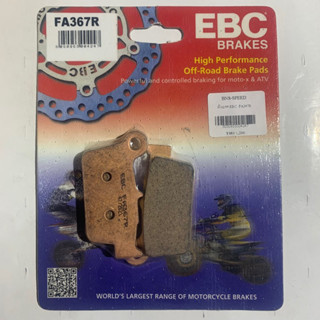 FA367R
EBC
BRAKES
High Performance
Off-Road Brake Pads
Powerful and controlled braking for moto-x & ATV
EBC
WORLD'S LARGEST RANGE OF MOTORCYCLE BRAKES